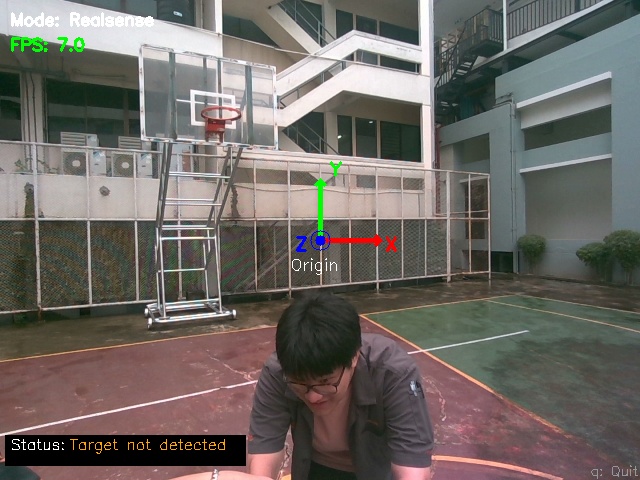 Mode: Realsense
FPS: 7.0
Y
Z
X
Origin
Status: Target not detected
q: Quit